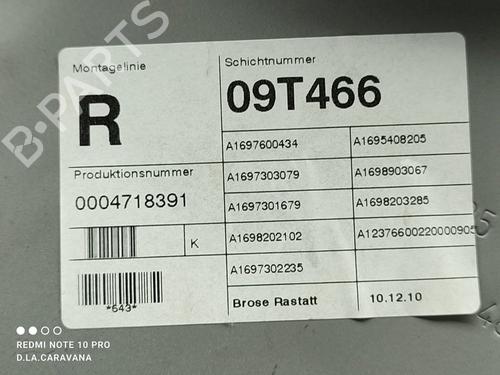 Montagelinie
R
Schichtnummer
09T466
A1697600434
A1695408205
A1697303079
A1698903067
A1697301679
A1698203285
A1698202102
A12376600220000905
A1697302235
Produktionsnummer
0004718391
K
*643*
Brose Rastatt
10.12.10
B-PARTS
REDMI NOTE 10 PRO
D.L.A.CARAVANA